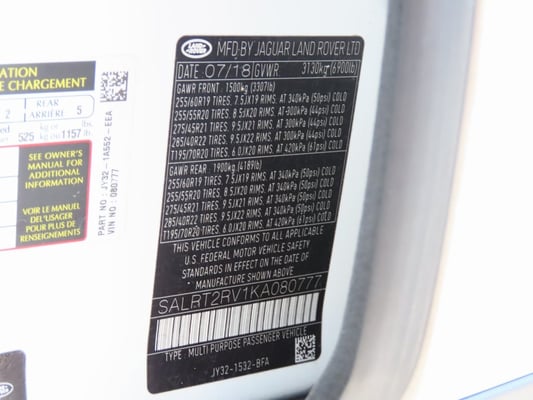 LAND ROVER
MFD BY JAGUAR LAND ROVER LTD
DATE 07/18 GVWR 3130kg (6900lb)
GAWR FRONT 1500kg (3307lb)
255/60R19 TIRES, 7.5JX19 RIMS, AT 340kPa (50psi) COLD
255/55R20 TIRES, 8.5JX20 RIMS, AT 300kPa (44psi) COLD
275/45R21 TIRES, 9.5JX21 RIMS, AT 300kPa (44psi) COLD
285/40R22 TIRES, 9.5JX22 RIMS, AT 300kPa (44psi) COLD
T195/70R20 TIRES, 6.0JX20 RIMS, AT 420kPa (61psi) COLD
GAWR REAR 1900kg (4189lb)
255/60R19 TIRES, 7.5JX19 RIMS, AT 340kPa (50psi) COLD
255/55R20 TIRES, 8.5JX20 RIMS, AT 340kPa (50psi) COLD
275/45R21 TIRES, 9.5JX21 RIMS, AT 340kPa (50psi) COLD
285/40R22 TIRES, 9.5JX22 RIMS, AT 340kPa (50psi) COLD
T195/70R20 TIRES, 6.0JX20 RIMS, AT 420kPa (61psi) COLD
THIS VEHICLE CONFORMS TO ALL APPLICABLE
U.S. FEDERAL MOTOR VEHICLE SAFETY
STANDARDS IN EFFECT ON THE DATE OF
MANUFACTURE SHOWN ABOVE
SALRT2RV1KA080777
TYPE: MULTI PURPOSE PASSENGER VEHICLE
JY32-1532-BFA
CHARGEMENT
2 REAR ARRIÈRE 5
525 kg ou 1157 lb
SEE OWNER'S
MANUAL FOR
ADDITIONAL
INFORMATION
VOIR LE MANUEL
DE L'USAGER
POUR PLUS DE
RENSEIGNEMENTS
PART NO : JY32-1A552-EEA
VIN NO : 080777